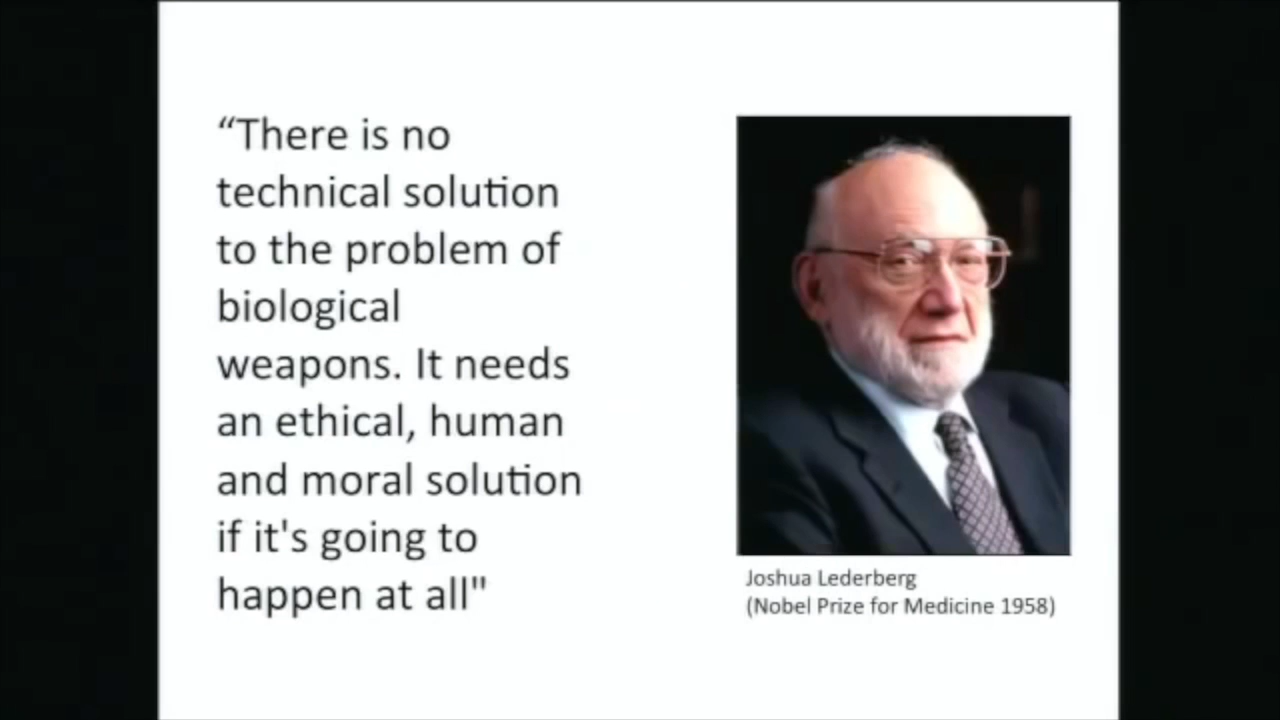 “There is no
technical solution
to the problem of
biological
weapons. It needs
an ethical, human
and moral solution
if it's going to
happen at all"
Joshua Lederberg
(Nobel Prize for Medicine 1958)